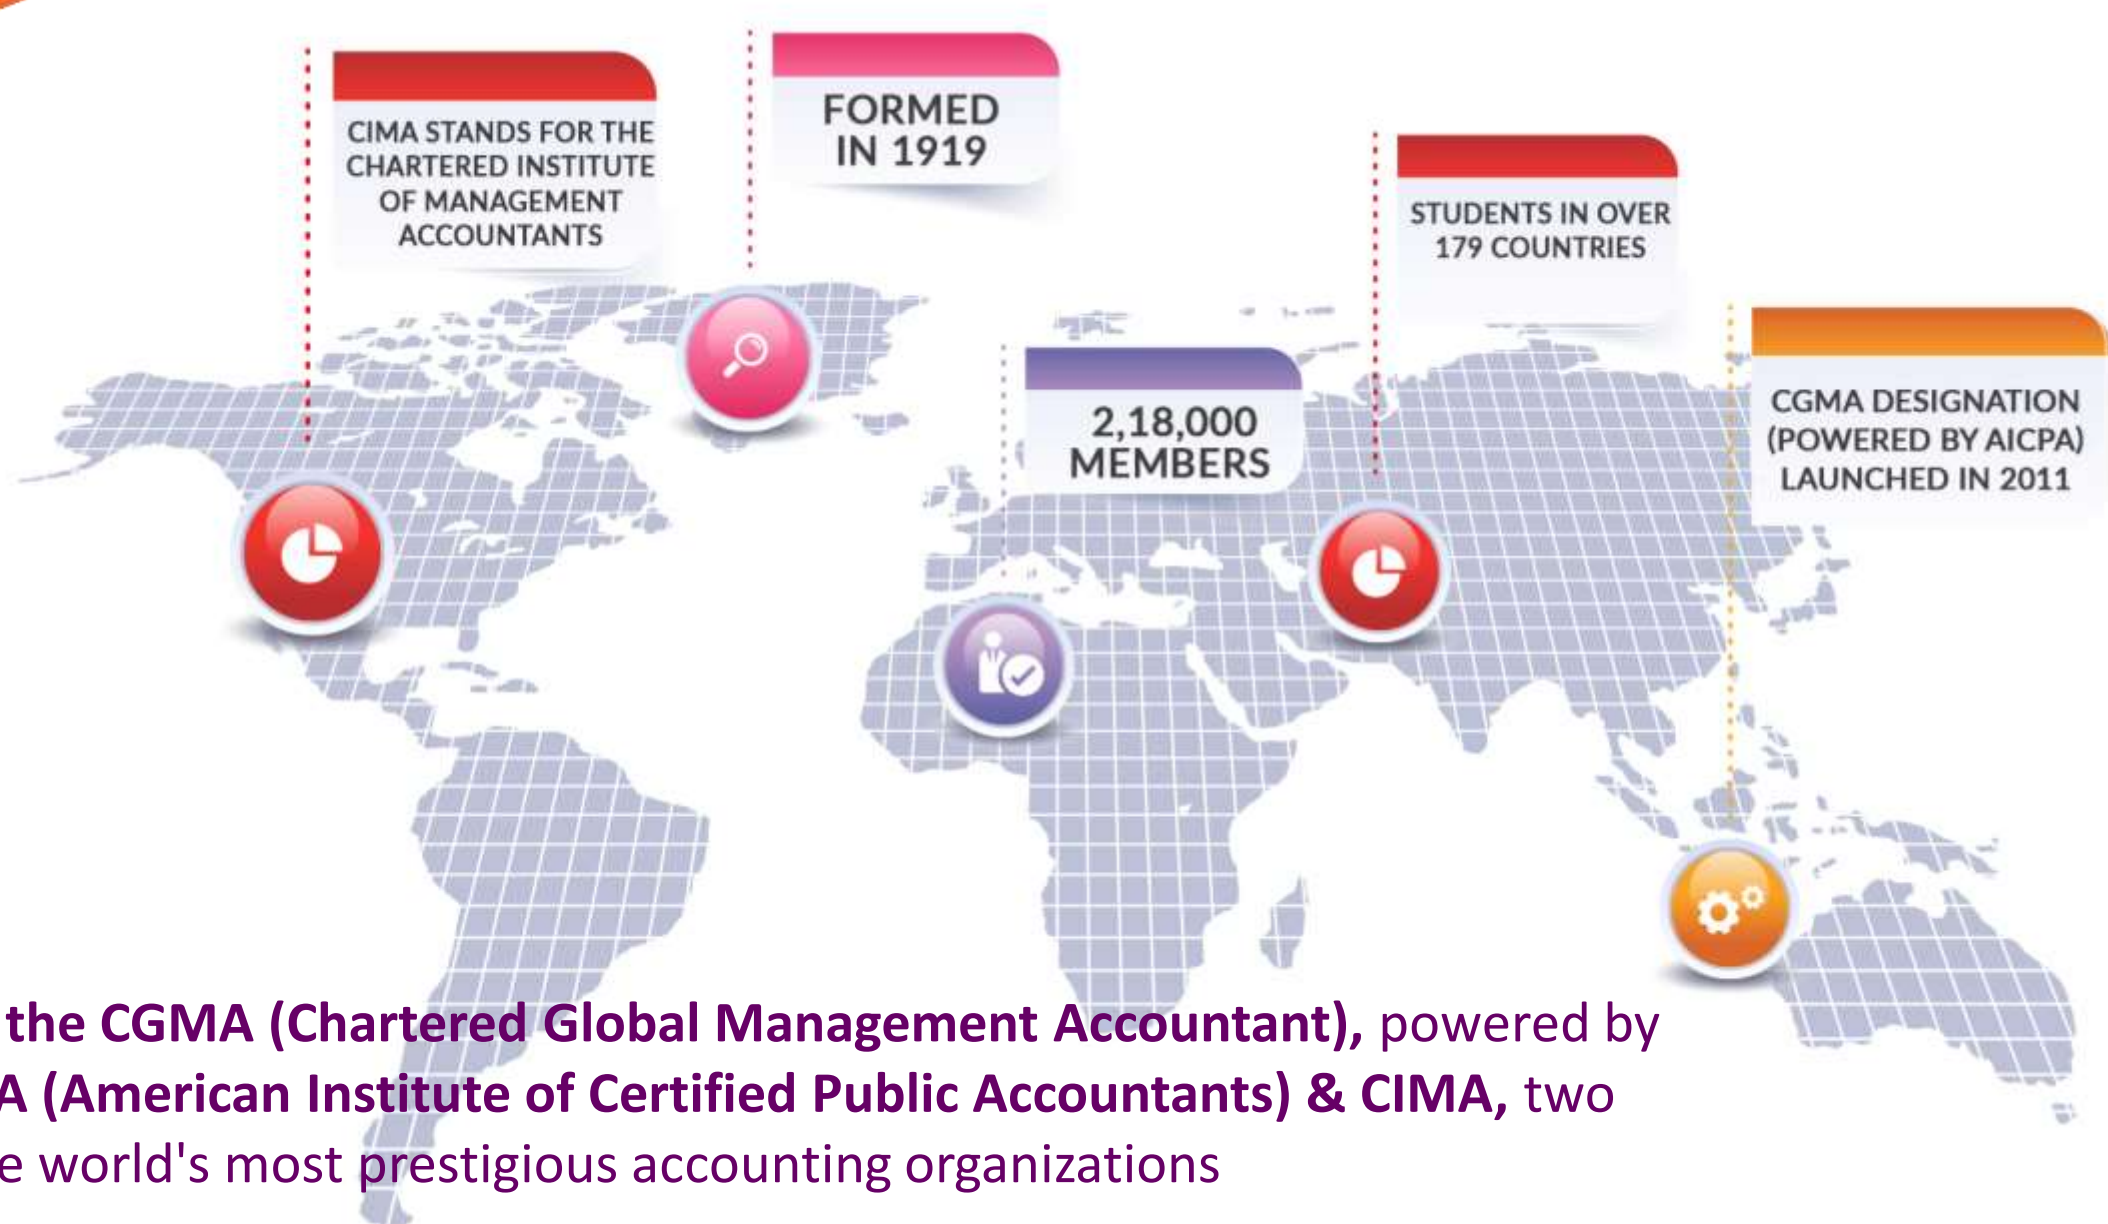 CIMA STANDS FOR THE
CHARTERED INSTITUTE
OF MANAGEMENT
ACCOUNTANTS
FORMED
IN 1919
STUDENTS IN OVER
179 COUNTRIES
2,18,000
MEMBERS
CGMA DESIGNATION
(POWERED BY AICPA)
LAUNCHED IN 2011
the CGMA (Chartered Global Management Accountant), powered by
A (American Institute of Certified Public Accountants) & CIMA, two
e world's most prestigious accounting organizations